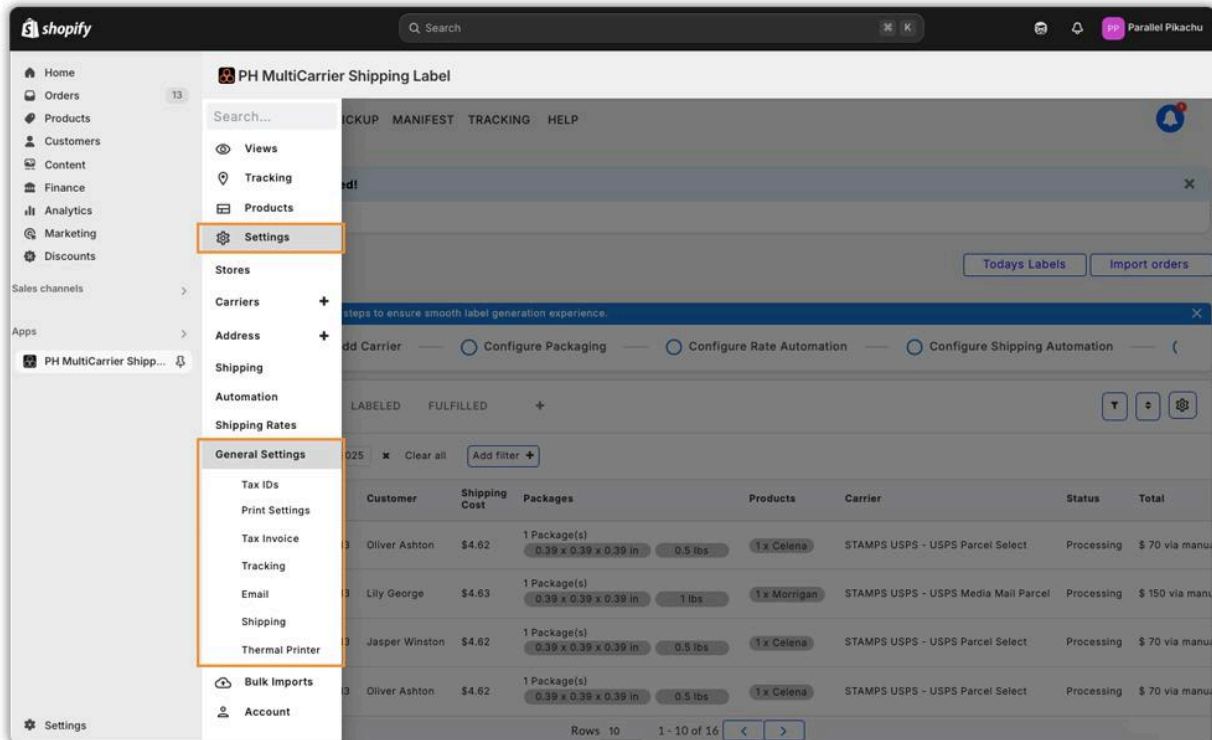 shopify
Search
⌘ K
PP Parallel Pikachu
Home
Orders 13
Products
Customers
Content
Finance
Analytics
Marketing
Discounts
Sales channels
Apps
PH MultiCarrier Shipp...
Settings
PH MultiCarrier Shipping Label
Search...
Views
Tracking
Products
Settings
Stores
Carriers +
Address +
Shipping
Automation
Shipping Rates
General Settings
Tax IDs
Print Settings
Tax Invoice
Tracking
Email
Shipping
Thermal Printer
Bulk Imports
Account
ICKUP MANIFEST TRACKING HELP
ed!
Todays Labels Import orders
steps to ensure smooth label generation experience.
dd Carrier Configure Packaging Configure Rate Automation Configure Shipping Automation
LABELED FULFILLED +
025 Clear all Add filter +
Customer Shipping Cost Packages Products Carrier Status Total
3 Oliver Ashton $4.62 1 Package(s) 0.39 x 0.39 x 0.39 in 0.5 lbs 1 x Celena STAMPS USPS - USPS Parcel Select Processing $ 70 via manua
3 Lily George $4.63 1 Package(s) 0.39 x 0.39 x 0.39 in 1 lbs 1 x Morrigan STAMPS USPS - USPS Media Mail Parcel Processing $ 150 via manu
3 Jasper Winston $4.62 1 Package(s) 0.39 x 0.39 x 0.39 in 0.5 lbs 1 x Celena STAMPS USPS - USPS Parcel Select Processing $ 70 via manua
3 Oliver Ashton $4.62 1 Package(s) 0.39 x 0.39 x 0.39 in 0.5 lbs 1 x Celena STAMPS USPS - USPS Parcel Select Processing $ 70 via manua
Rows 10 1 - 10 of 16 < >